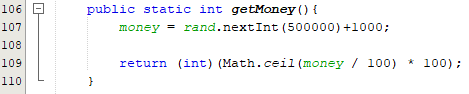 106 public static int getMoney(){
107 money = rand.nextInt(500000)+1000;
108
109 return (int)(Math.ceil(money / 100) * 100);
110 }